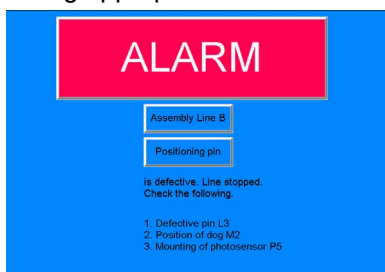 ALARM
Assembly Line B
Positioning pin
is defective. Line stopped.
Check the following.
1. Defective pin L3
2. Position of dog M2
3. Mounting of photosensor P5